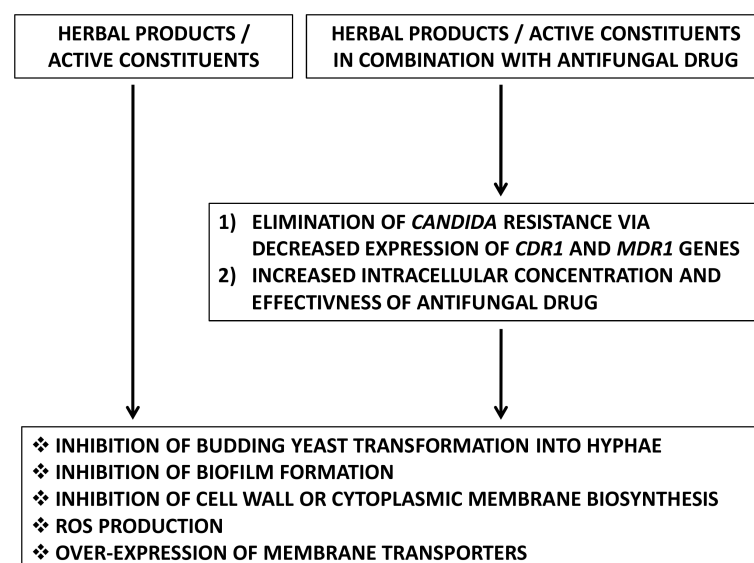 HERBAL PRODUCTS /
ACTIVE CONSTITUENTS
HERBAL PRODUCTS / ACTIVE CONSTITUENTS
IN COMBINATION WITH ANTIFUNGAL DRUG
1) ELIMINATION OF CANDIDA RESISTANCE VIA
DECREASED EXPRESSION OF CDR1 AND MDR1 GENES
2) INCREASED INTRACELLULAR CONCENTRATION AND
EFFECTIVNESS OF ANTIFUNGAL DRUG
❖ INHIBITION OF BUDDING YEAST TRANSFORMATION INTO HYPHAE
❖ INHIBITION OF BIOFILM FORMATION
❖ INHIBITION OF CELL WALL OR CYTOPLASMIC MEMBRANE BIOSYNTHESIS
❖ ROS PRODUCTION
❖ OVER-EXPRESSION OF MEMBRANE TRANSPORTERS